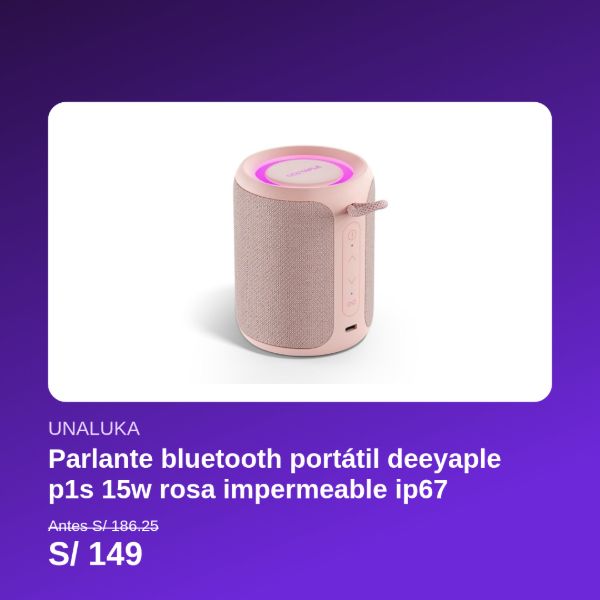 UNALUKA
Parlante bluetooth portátil deeyaple
p1s 15w rosa impermeable ip67
Antes S/ 186.25
S/ 149